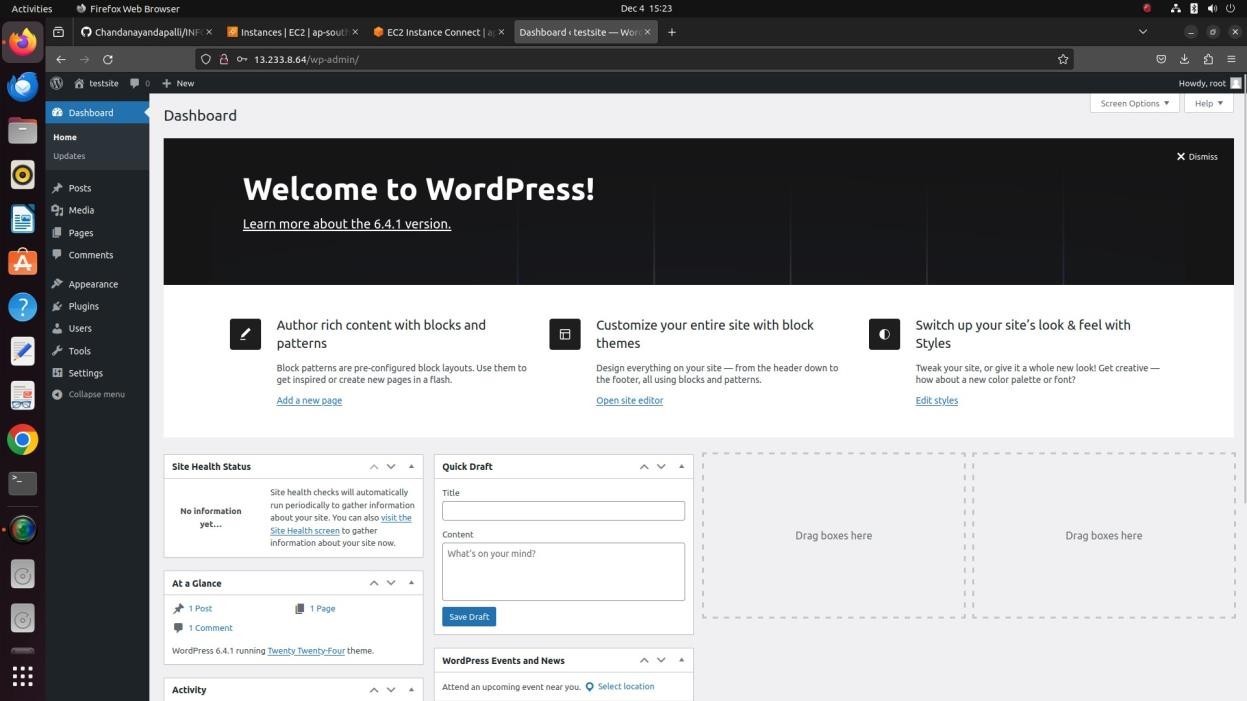 Activities
Firefox Web Browser
Dec 4 15:23
Chandanayandapalli/INF
Instances | EC2 | ap-sout
EC2 Instance Connect | a
Dashboard ‹ testsite — Wor
13.233.8.64/wp-admin/
testsite
0
New
Howdy, root
Dashboard
Home
Updates
Posts
Media
Pages
Comments
Appearance
Plugins
Users
Tools
Settings
Collapse menu
Dashboard
Screen Options
Help
Dismiss
Welcome to WordPress!
Learn more about the 6.4.1 version.
Author rich content with blocks and
patterns
Block patterns are pre-configured block layouts. Use them to
get inspired or create new pages in a flash.
Add a new page
Customize your entire site with block
themes
Design everything on your site — from the header down to
the footer, all using blocks and patterns.
Open site editor
Switch up your site’s look & feel with
Styles
Tweak your site, or give it a whole new look! Get creative —
how about a new color palette or font?
Edit styles
Site Health Status
No information
yet…
Site health checks will automatically
run periodically to gather information
about your site. You can also visit the
Site Health screen to gather
information about your site now.
At a Glance
1 Post
1 Page
1 Comment
WordPress 6.4.1 running Twenty Twenty-Four theme.
Activity
Quick Draft
Title
Content
What’s on your mind?
Save Draft
WordPress Events and News
Attend an upcoming event near you.
Select location
Drag boxes here
Drag boxes here